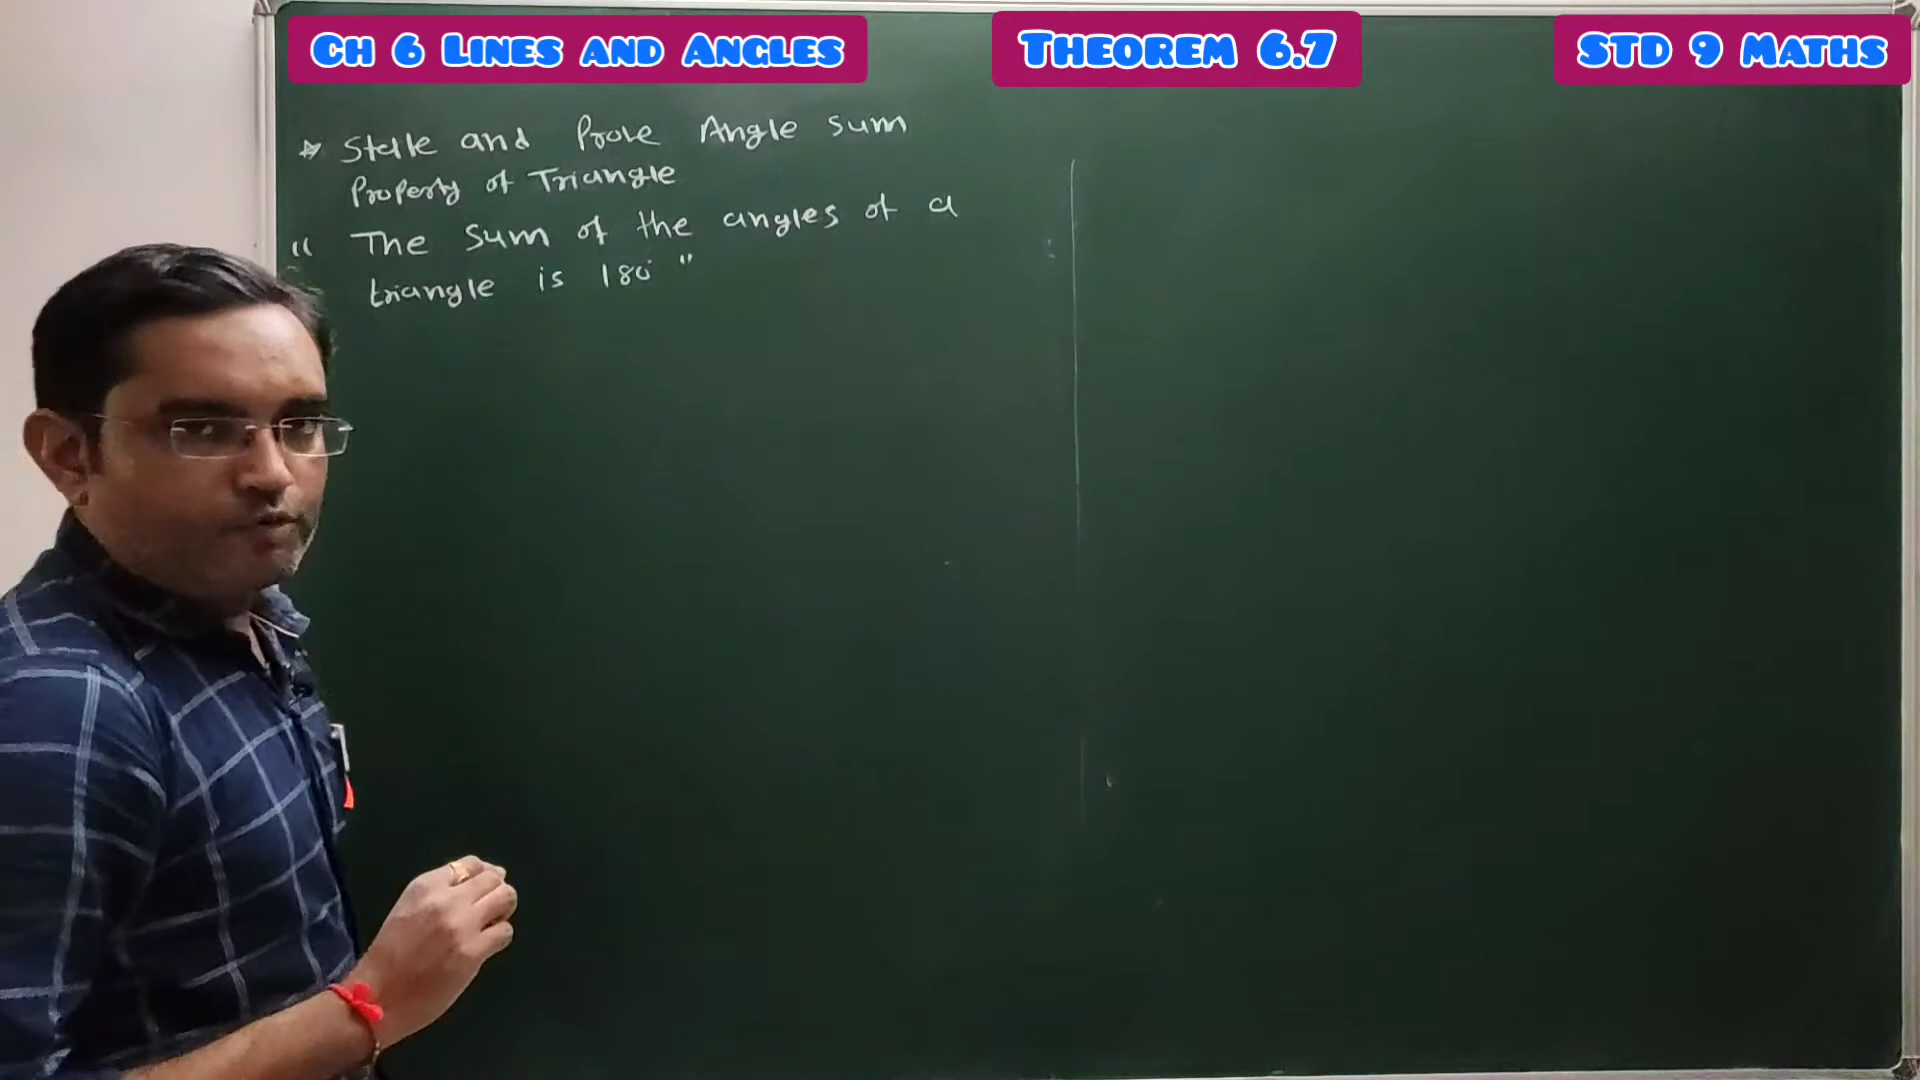 CH 6 LINES AND ANGLES
THEOREM 6.7
STD 9 MATHS
State and Prove Angle sum
Property of Triangle
" The sum of the angles of a
triangle is 180° "